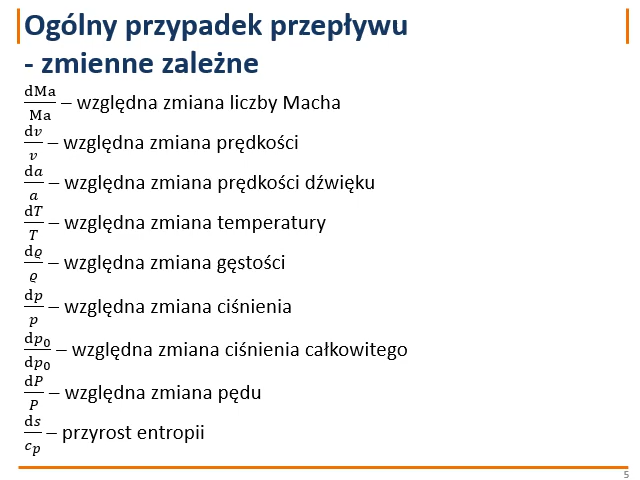 Ogólny przypadek przepływu
- zmienne zależne
dMa/Ma – względna zmiana liczby Macha
dv/v – względna zmiana prędkości
da/a – względna zmiana prędkości dźwięku
dT/T – względna zmiana temperatury
dϱ/ϱ – względna zmiana gęstości
dp/p – względna zmiana ciśnienia
dp₀/dp₀ – względna zmiana ciśnienia całkowitego
dP/P – względna zmiana pędu
ds/cₚ – przyrost entropii
5